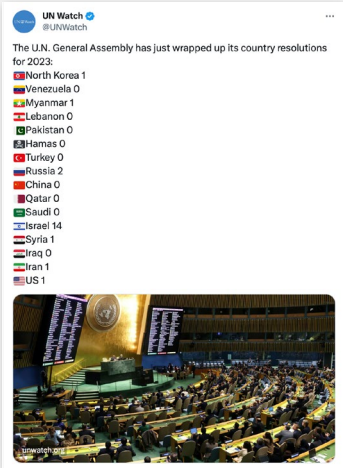 UN Watch
@UNWatch
The U.N. General Assembly has just wrapped up its country resolutions
for 2023:
North Korea 1
Venezuela 0
Myanmar 1
Lebanon 0
Pakistan 0
Hamas 0
Turkey 0
Russia 2
China 0
Qatar 0
Saudi 0
Israel 14
Syria 1
Iraq 0
Iran 1
US 1
unwatch.org